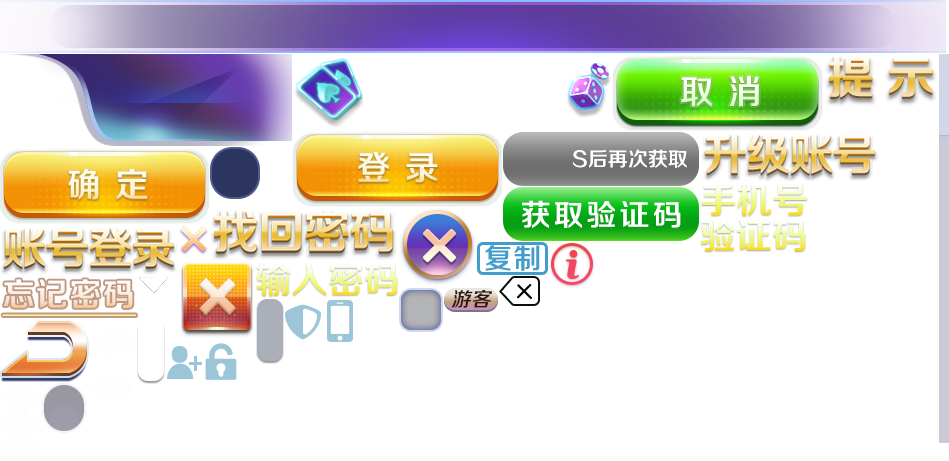 取消
提示
确定
登录
S后再次获取
升级账号
获取验证码
手机号
账号登录
找回密码
验证码
复制
忘记密码
输入密码
游客